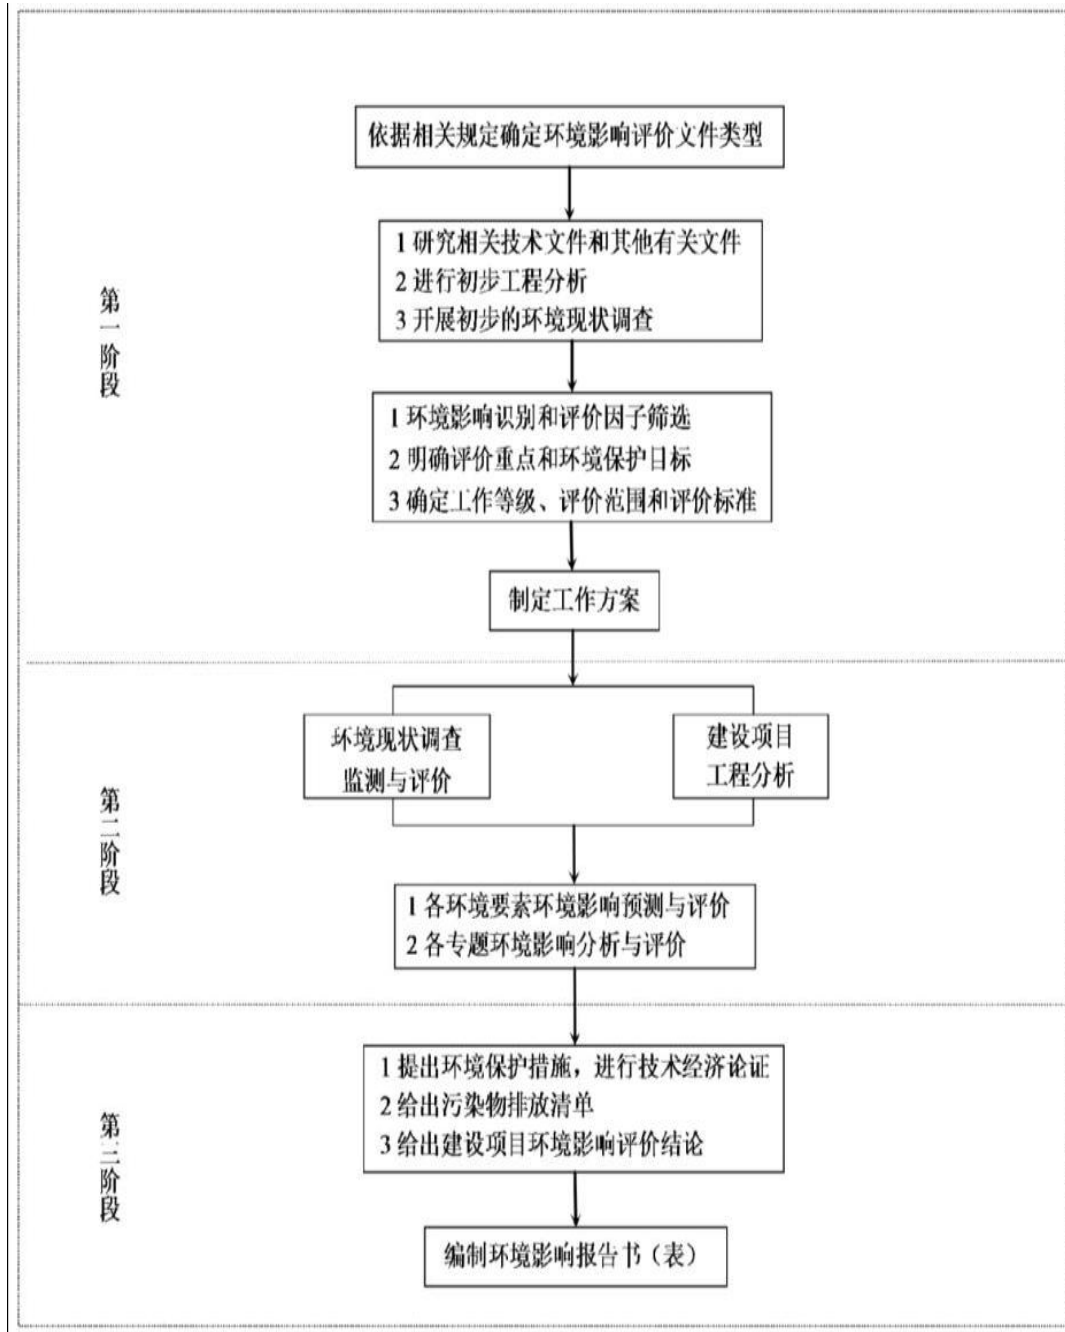 依据相关规定确定环境影响评价文件类型
1 研究相关技术文件和其他有关文件
2 进行初步工程分析
3 开展初步的环境现状调查
第一阶段
1 环境影响识别和评价因子筛选
2 明确评价重点和环境保护目标
3 确定工作等级、评价范围和评价标准
制定工作方案
环境现状调查
监测与评价
建设项目
工程分析
第二阶段
1 各环境要素环境影响预测与评价
2 各专题环境影响分析与评价
1 提出环境保护措施，进行技术经济论证
2 给出污染物排放清单
3 给出建设项目环境影响评价结论
第三阶段
编制环境影响报告书（表）